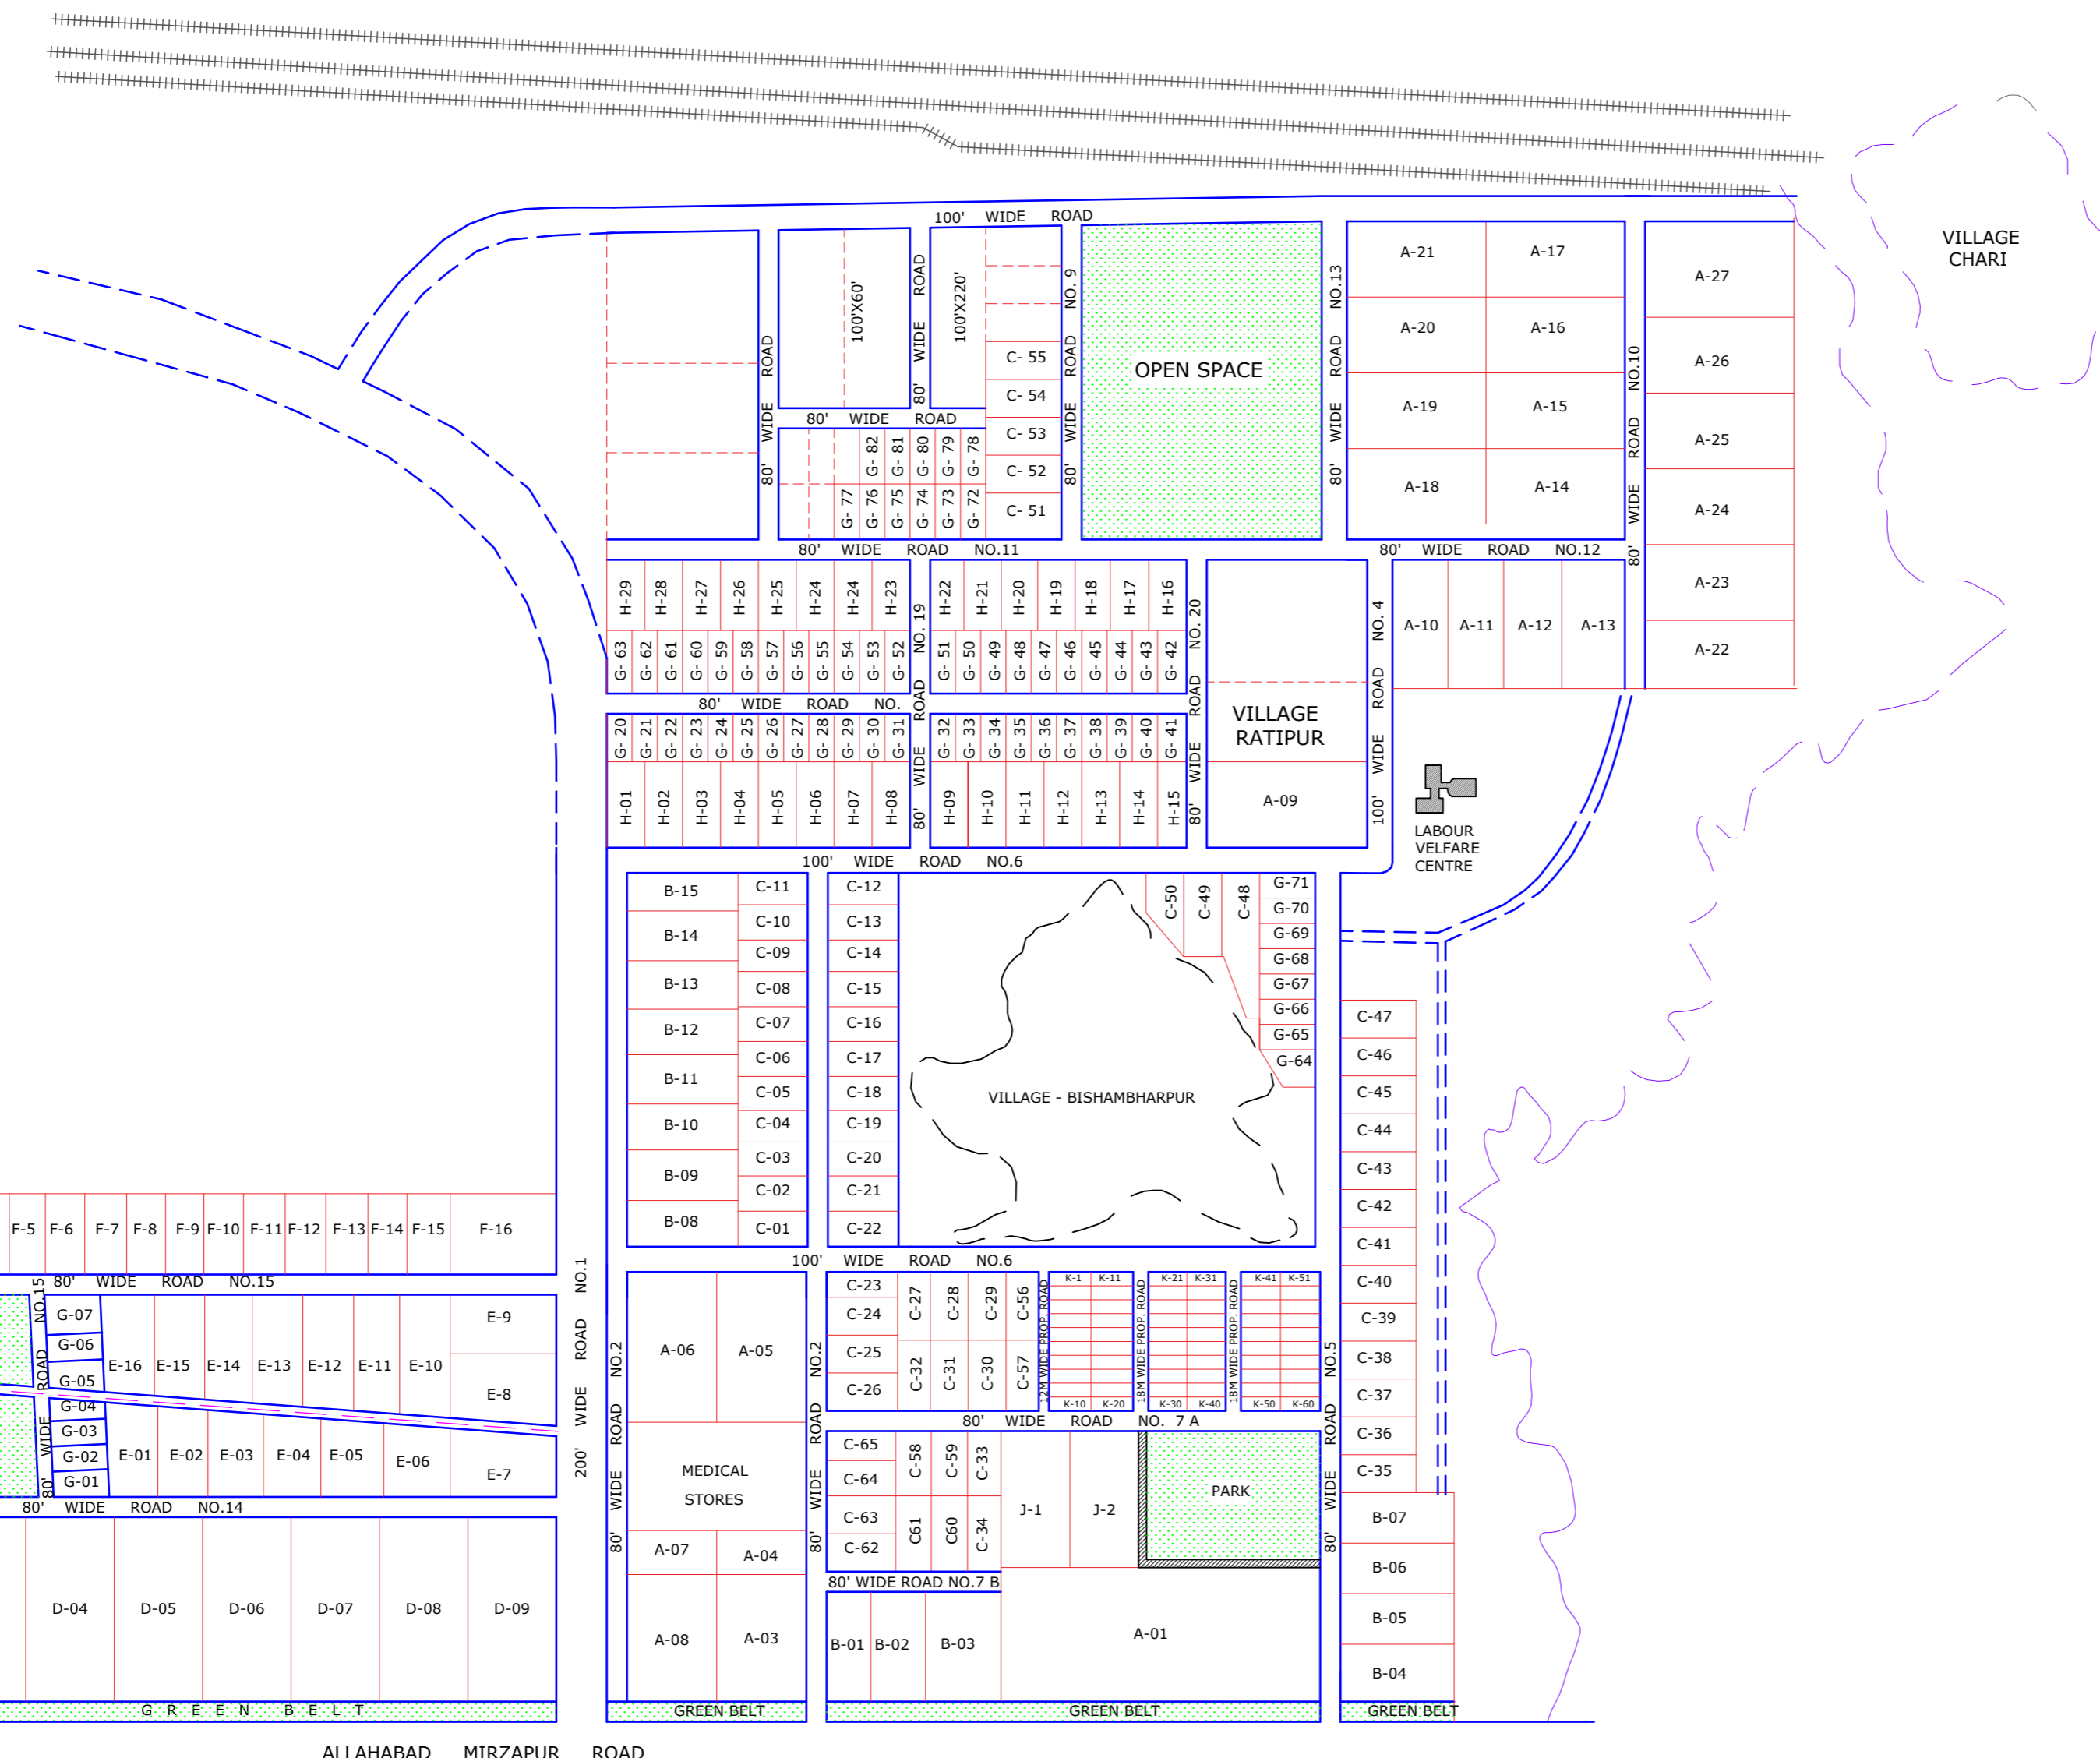 100' WIDE ROAD
VILLAGE
CHARI
A-21
A-17
A-27
A-20
A-16
A-26
A-19
A-15
A-25
A-18
A-14
A-24
A-23
A-22
80' WIDE ROAD NO.13
80' WIDE ROAD NO.10
OPEN SPACE
80' WIDE ROAD NO. 9
100'X220'
80' WIDE ROAD
100'X60'
80' WIDE ROAD
80' WIDE ROAD
C- 55
C- 54
C- 53
C- 52
C- 51
G- 82
G- 81
G- 80
G- 79
G- 78
G- 77
G- 76
G- 75
G- 74
G- 73
G- 72
80' WIDE ROAD NO.11
80' WIDE ROAD NO.12
H-29
H-28
H-27
H-26
H-25
H-24
H-24
H-23
H-22
H-21
H-20
H-19
H-18
H-17
H-16
G- 63
G- 62
G- 61
G- 60
G- 59
G- 58
G- 57
G- 56
G- 55
G- 54
G- 53
G- 52
G- 51
G- 50
G- 49
G- 48
G- 47
G- 46
G- 45
G- 44
G- 43
G- 42
80' WIDE ROAD NO. 19
80' WIDE ROAD NO. 20
100' WIDE ROAD NO. 4
A-10
A-11
A-12
A-13
80' WIDE ROAD NO.
VILLAGE
RATIPUR
G- 20
G- 21
G- 22
G- 23
G- 24
G- 25
G- 26
G- 27
G- 28
G- 29
G- 30
G- 31
G- 32
G- 33
G- 34
G- 35
G- 36
G- 37
G- 38
G- 39
G- 40
G- 41
H-01
H-02
H-03
H-04
H-05
H-06
H-07
H-08
H-09
H-10
H-11
H-12
H-13
H-14
H-15
A-09
LABOUR
VELFARE
CENTRE
100' WIDE ROAD NO.6
B-15
B-14
B-13
B-12
B-11
B-10
B-09
B-08
C-11
C-10
C-09
C-08
C-07
C-06
C-05
C-04
C-03
C-02
C-01
C-12
C-13
C-14
C-15
C-16
C-17
C-18
C-19
C-20
C-21
C-22
C-50
C-49
C-48
G-71
G-70
G-69
G-68
G-67
G-66
G-65
G-64
VILLAGE - BISHAMBHARPUR
C-47
C-46
C-45
C-44
C-43
C-42
C-41
C-40
C-39
C-38
C-37
C-36
C-35
B-07
B-06
B-05
B-04
F-5
F-6
F-7
F-8
F-9
F-10
F-11
F-12
F-13
F-14
F-15
F-16
80' WIDE ROAD NO.15
80' WIDE ROAD NO.15
G-07
G-06
G-05
G-04
G-03
G-02
G-01
E-16
E-15
E-14
E-13
E-12
E-11
E-10
E-9
E-8
E-01
E-02
E-03
E-04
E-05
E-06
E-7
80' WIDE ROAD NO.14
D-04
D-05
D-06
D-07
D-08
D-09
GREEN BELT
200' WIDE ROAD NO.1
80' WIDE ROAD NO.2
100' WIDE ROAD NO.6
A-06
A-05
MEDICAL
STORES
A-07
A-04
A-08
A-03
GREEN BELT
80' WIDE ROAD NO.2
C-23
C-24
C-25
C-26
C-27
C-28
C-29
C-56
C-32
C-31
C-30
C-57
12M WIDE PROP. ROAD
K-1
K-11
K-10
K-20
18M WIDE PROP. ROAD
K-21
K-31
K-30
K-40
18M WIDE PROP. ROAD
K-41
K-51
K-50
K-60
80' WIDE ROAD NO.5
80' WIDE ROAD NO. 7 A
C-65
C-64
C-63
C-62
C-58
C-59
C-33
C61
C60
C-34
J-1
J-2
PARK
80' WIDE ROAD NO.7 B
B-01
B-02
B-03
A-01
GREEN BELT
GREEN BELT
ALLAHABAD MIRZAPUR ROAD